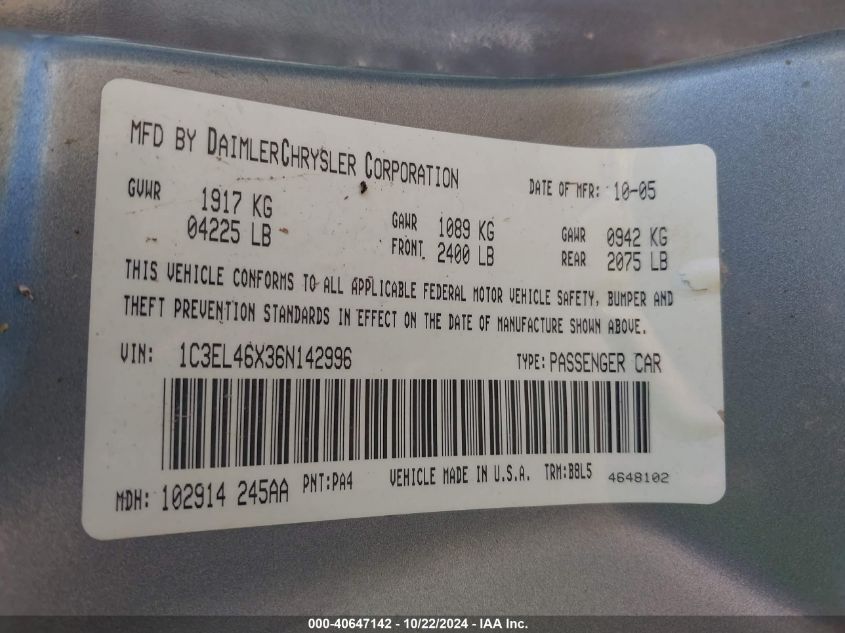 MFD BY DAIMLERCHRYSLER CORPORATION
DATE OF MFR: 10-05
GVWR 1917 KG
04225 LB
GAWR FRONT 1089 KG
2400 LB
GAWR REAR 0942 KG
2075 LB
THIS VEHICLE CONFORMS TO ALL APPLICABLE FEDERAL MOTOR VEHICLE SAFETY, BUMPER AND
THEFT PREVENTION STANDARDS IN EFFECT ON THE DATE OF MANUFACTURE SHOWN ABOVE.
VIN: 1C3EL46X36N142996 TYPE: PASSENGER CAR
MDH: 102914 245AA PNT: PA4 VEHICLE MADE IN U.S.A. TRM: B8L5 4648102
000-40647142 / 10/22/2024 - IAA Inc.